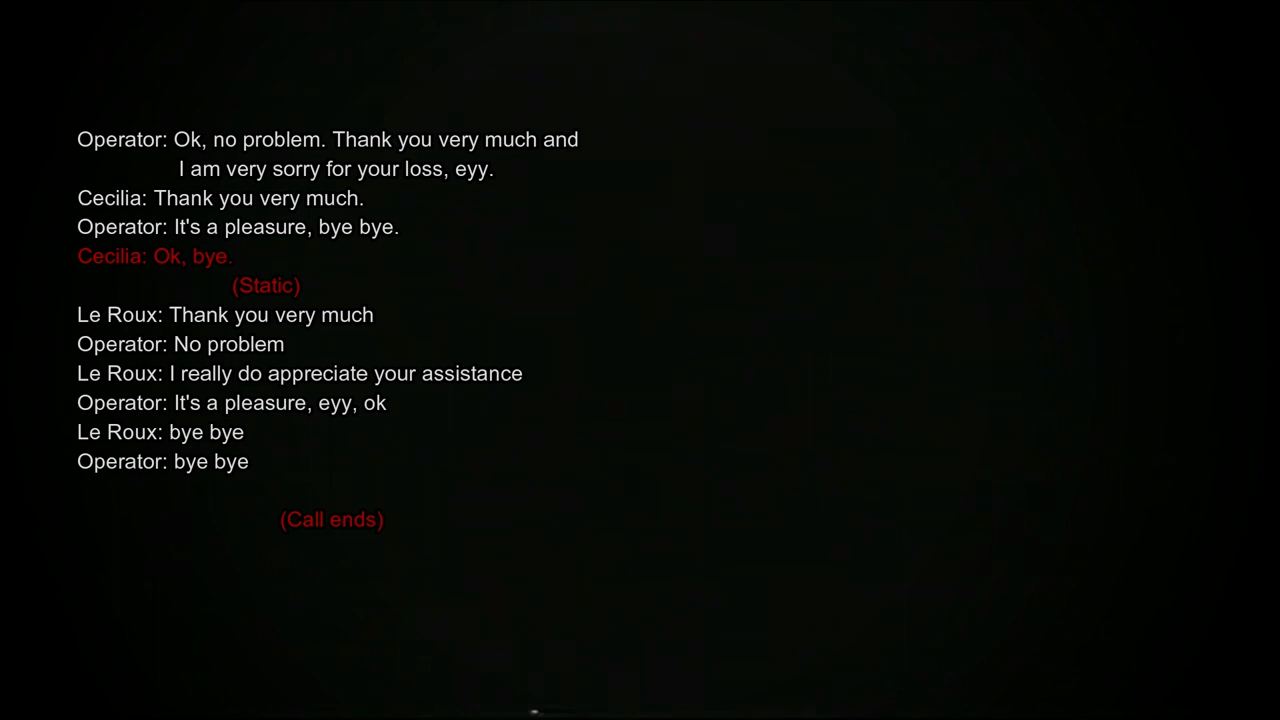 Operator: Ok, no problem. Thank you very much and
I am very sorry for your loss, eyy.
Cecilia: Thank you very much.
Operator: It's a pleasure, bye bye.
Cecilia: Ok, bye.
(Static)
Le Roux: Thank you very much
Operator: No problem
Le Roux: I really do appreciate your assistance
Operator: It's a pleasure, eyy, ok
Le Roux: bye bye
Operator: bye bye
(Call ends)